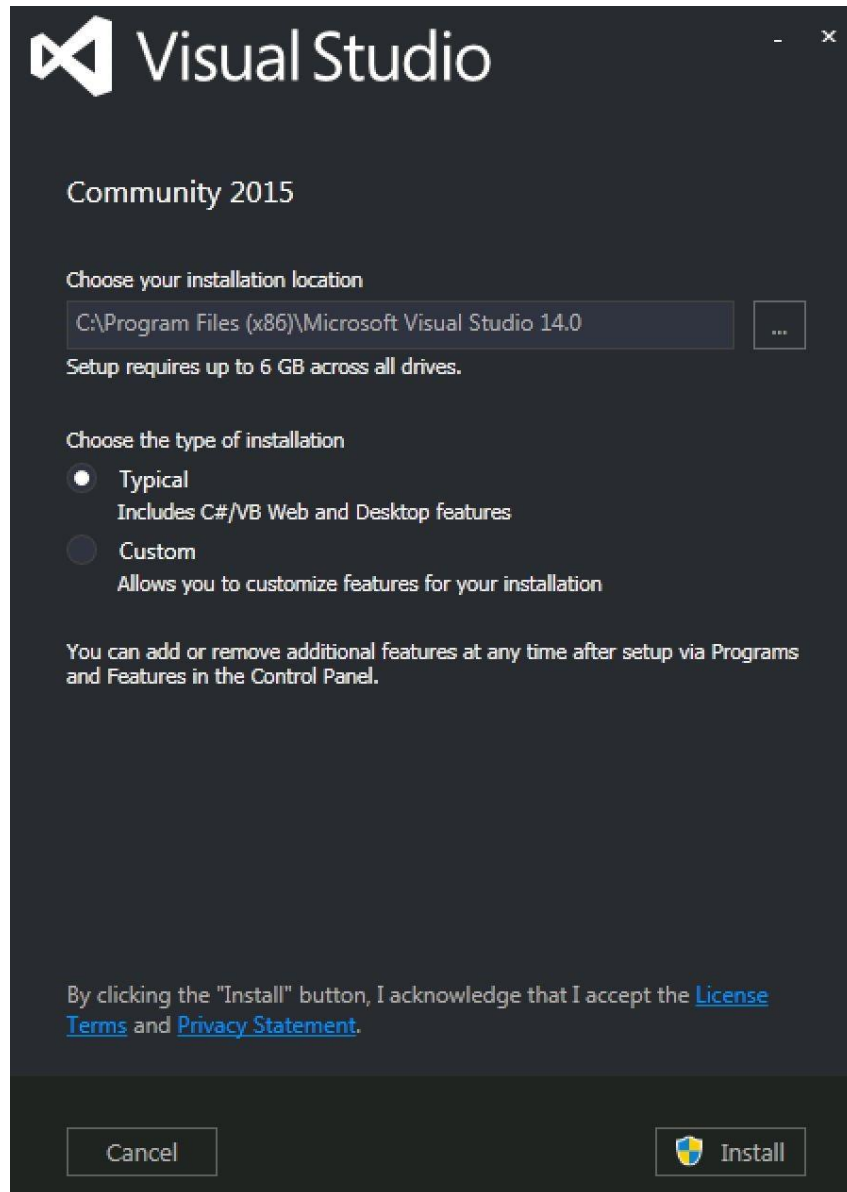 Visual Studio
Community 2015
Choose your installation location
C:\Program Files (x86)\Microsoft Visual Studio 14.0
...
Setup requires up to 6 GB across all drives.
Choose the type of installation
Typical
Includes C#/VB Web and Desktop features
Custom
Allows you to customize features for your installation
You can add or remove additional features at any time after setup via Programs
and Features in the Control Panel.
By clicking the "Install" button, I acknowledge that I accept the License
Terms and Privacy Statement.
Cancel
Install